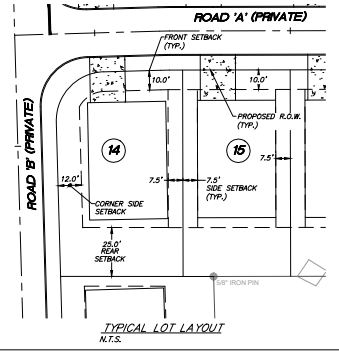 ROAD 'A' (PRIVATE)
FRONT SETBACK
(TYP.)
10.0'
10.0'
PROPOSED R.O.W.
(TYP.)
ROAD 'B' (PRIVATE)
14
15
7.5'
12.0'
7.5'
7.5'
SIDE SETBACK
(TYP.)
CORNER SIDE
SETBACK
25.0'
REAR
SETBACK
5/8" IRON PIN
TYPICAL LOT LAYOUT
N.T.S.